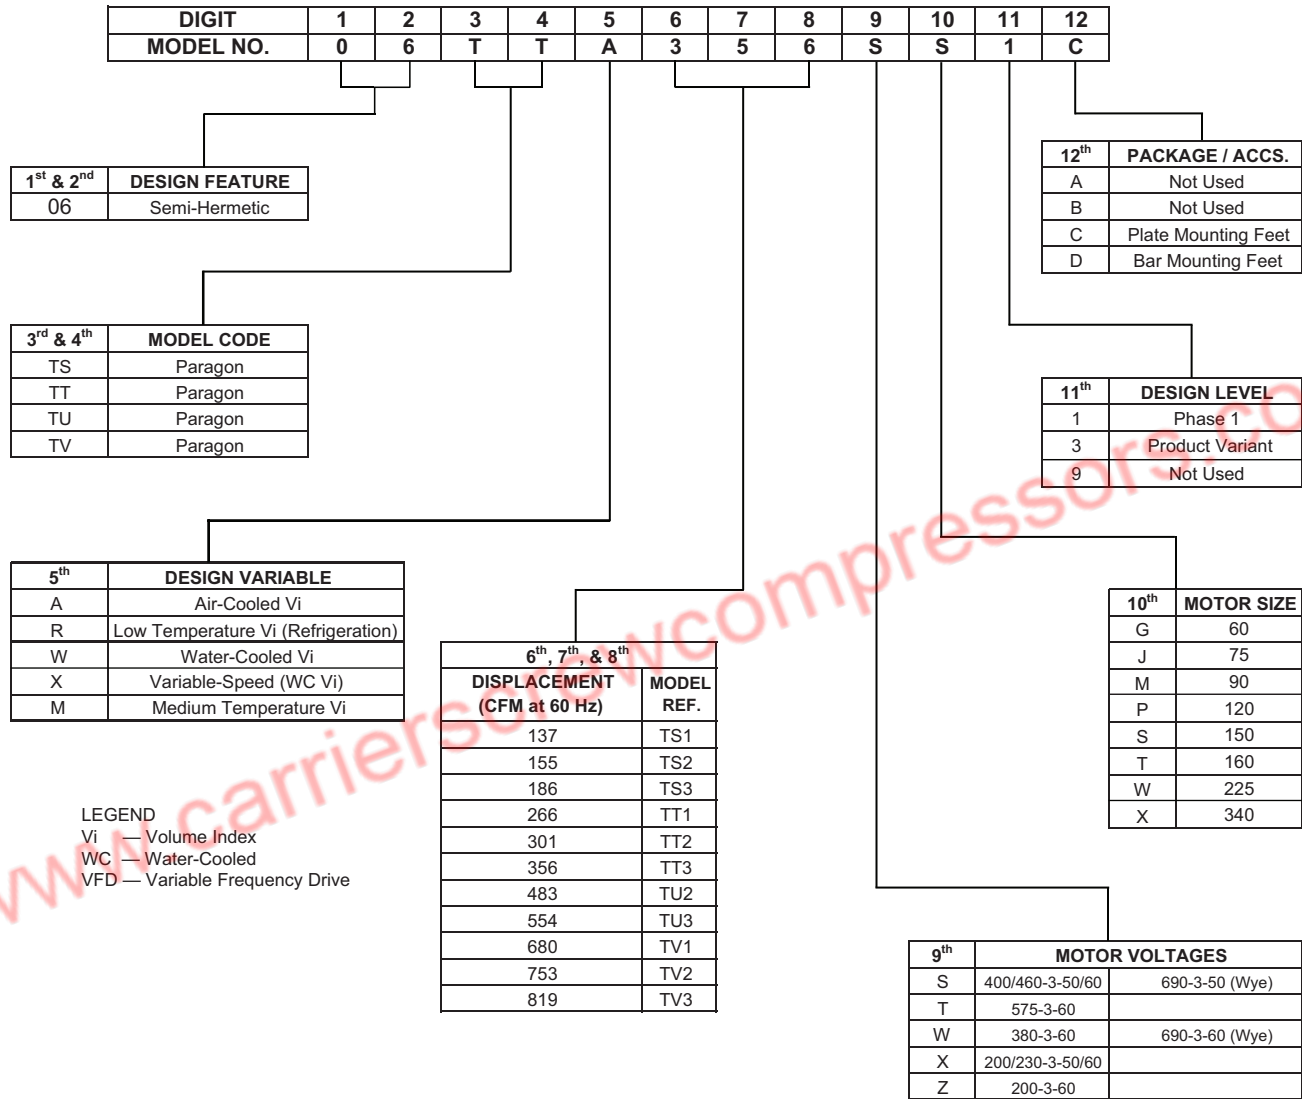 DIGIT 1 2 3 4 5 6 7 8 9 10 11 12
MODEL NO. 0 6 T T A 3 5 6 S S 1 C
1st & 2nd DESIGN FEATURE
06 Semi-Hermetic
12th PACKAGE / ACCS.
A Not Used
B Not Used
C Plate Mounting Feet
D Bar Mounting Feet
3rd & 4th MODEL CODE
TS Paragon
TT Paragon
TU Paragon
TV Paragon
11th DESIGN LEVEL
1 Phase 1
3 Product Variant
9 Not Used
5th DESIGN VARIABLE
A Air-Cooled Vi
R Low Temperature Vi (Refrigeration)
W Water-Cooled Vi
X Variable-Speed (WC Vi)
M Medium Temperature Vi
10th MOTOR SIZE
G 60
J 75
M 90
P 120
S 150
T 160
W 225
X 340
6th, 7th, & 8th
DISPLACEMENT MODEL
(CFM at 60 Hz) REF.
137 TS1
155 TS2
186 TS3
266 TT1
301 TT2
356 TT3
483 TU2
554 TU3
680 TV1
753 TV2
819 TV3
LEGEND
Vi — Volume Index
WC — Water-Cooled
VFD — Variable Frequency Drive
9th MOTOR VOLTAGES
S 400/460-3-50/60 690-3-50 (Wye)
T 575-3-60
W 380-3-60 690-3-60 (Wye)
X 200/230-3-50/60
Z 200-3-60
www.carrierscrewcompressors.co